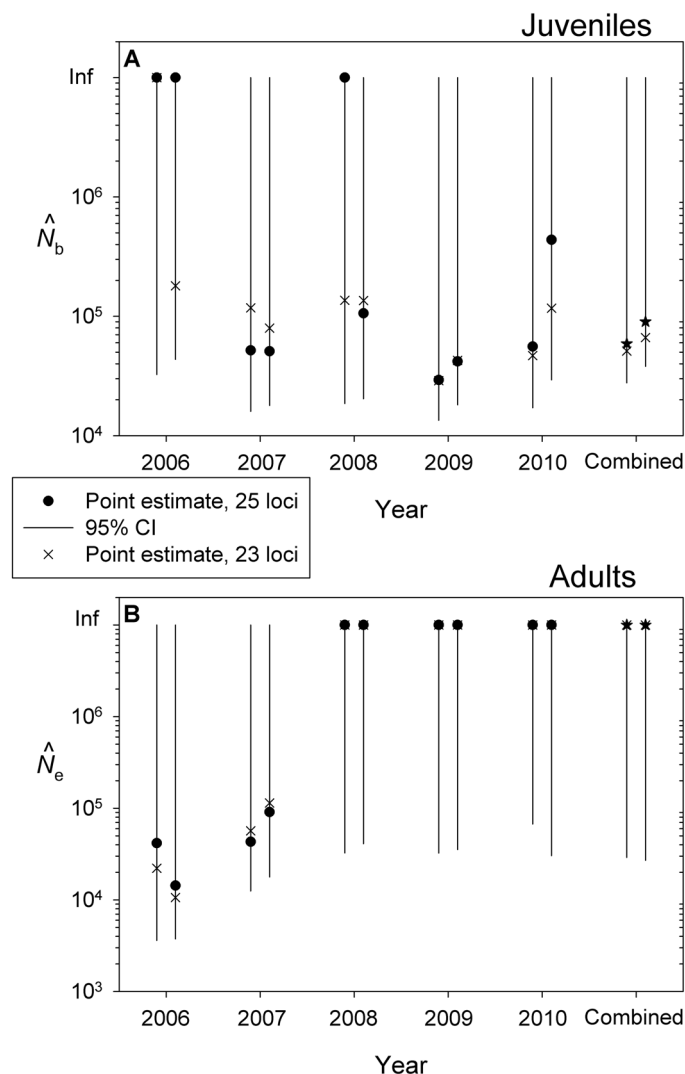 Juveniles
A
Inf
10⁶
10⁵
10⁴
N̂b
2006 2007 2008 2009 2010 Combined
Year
Point estimate, 25 loci
95% CI
Point estimate, 23 loci
Adults
B
Inf
10⁶
10⁵
10⁴
10³
N̂e
2006 2007 2008 2009 2010 Combined
Year